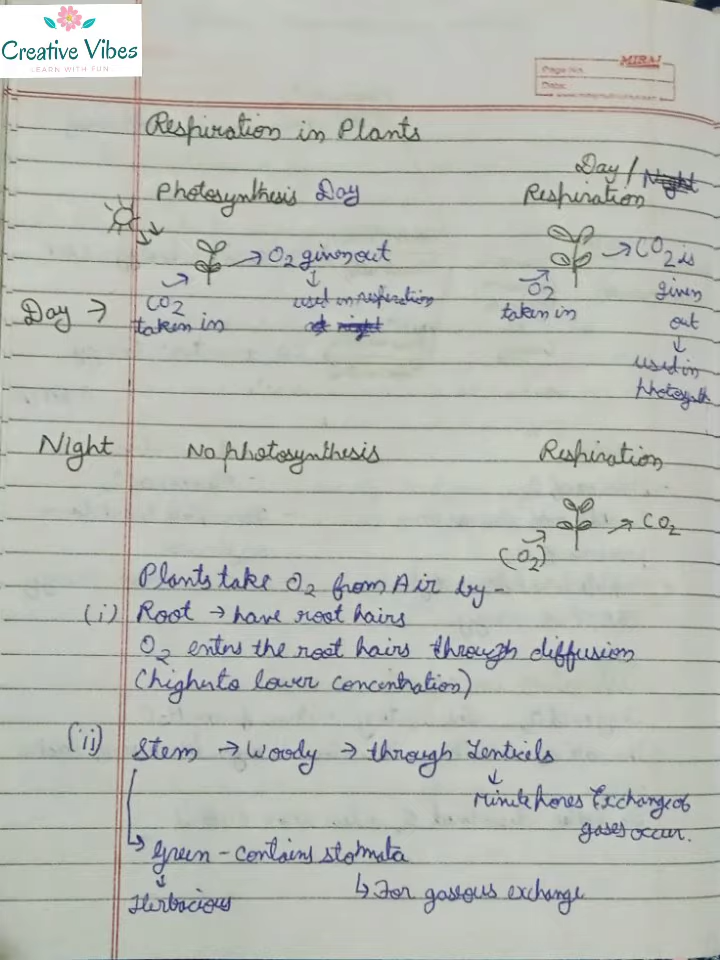 Creative Vibes
LEARN WITH FUN
MIRAJ
Page No.
Date:
Respiration in Plants
Photosynthesis Day
Day /
Respiration
→ O2 given out
→ CO2 is
given
out
↓
used in
photosynth
CO2
taken in
↓
used in respiration
O2
taken in
Day →
Night
No photosynthesis
Respiration
(O2)
→ CO2
Plants take O2 from Air by-
(i) Root → have root hairs
O2 enters the root hairs through diffusion
(higher to lower concentration)
(ii) Stem → Woody → through Lenticels
↓
Minite pores Exchange of
gases occur.
↳ Green - contains stomata
↓
Herbacious
↳ For gaseous exchange